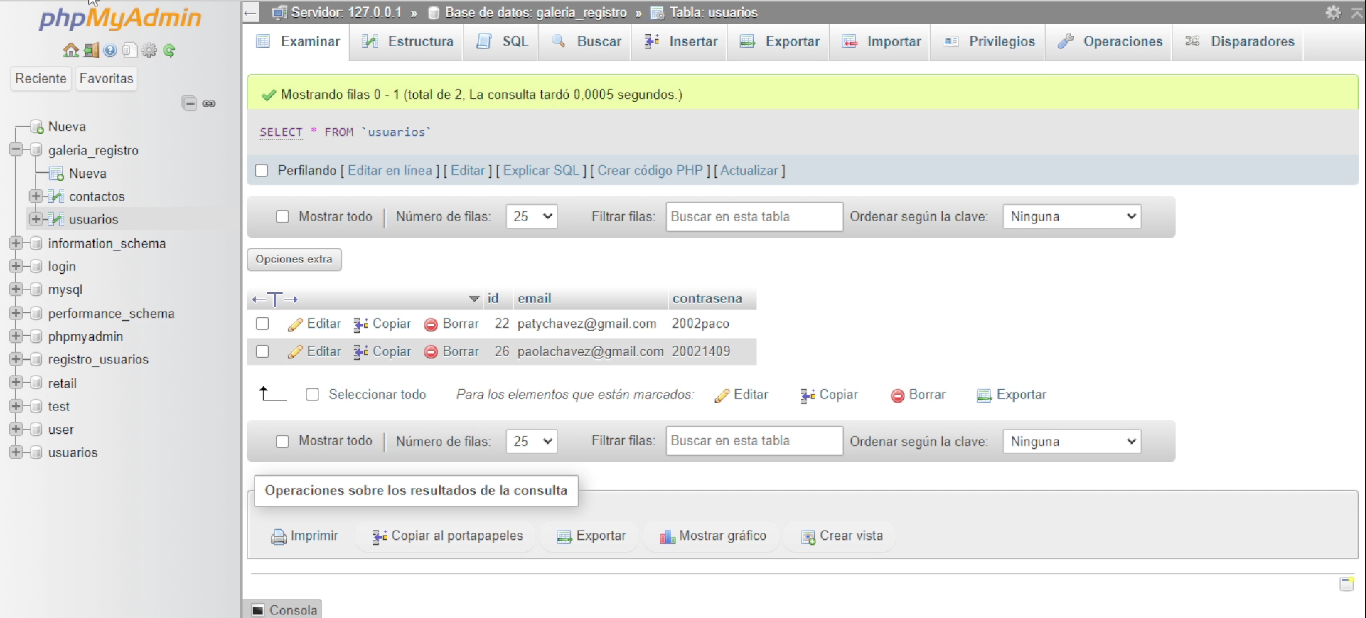 phpMyAdmin
Reciente Favoritas
Nueva
galeria_registro
Nueva
contactos
usuarios
information_schema
login
mysql
performance_schema
phpmyadmin
registro_usuarios
retail
test
user
usuarios
Servidor: 127.0.0.1 » Base de datos: galeria_registro » Tabla: usuarios
Examinar Estructura SQL Buscar Insertar Exportar Importar Privilegios Operaciones Disparadores
Mostrando filas 0 - 1 (total de 2, La consulta tardó 0,0005 segundos.)
SELECT * FROM `usuarios`
Perfilando [ Editar en línea ] [ Editar ] [ Explicar SQL ] [ Crear código PHP ] [ Actualizar ]
Mostrar todo | Número de filas: 25 Filtrar filas: Buscar en esta tabla Ordenar según la clave: Ninguna
Opciones extra
←T→ id email contrasena
Editar Copiar Borrar 22 patychavez@gmail.com 2002paco
Editar Copiar Borrar 26 paolachavez@gmail.com 20021409
Seleccionar todo Para los elementos que están marcados: Editar Copiar Borrar Exportar
Mostrar todo | Número de filas: 25 Filtrar filas: Buscar en esta tabla Ordenar según la clave: Ninguna
Operaciones sobre los resultados de la consulta
Imprimir Copiar al portapapeles Exportar Mostrar gráfico Crear vista
Consola